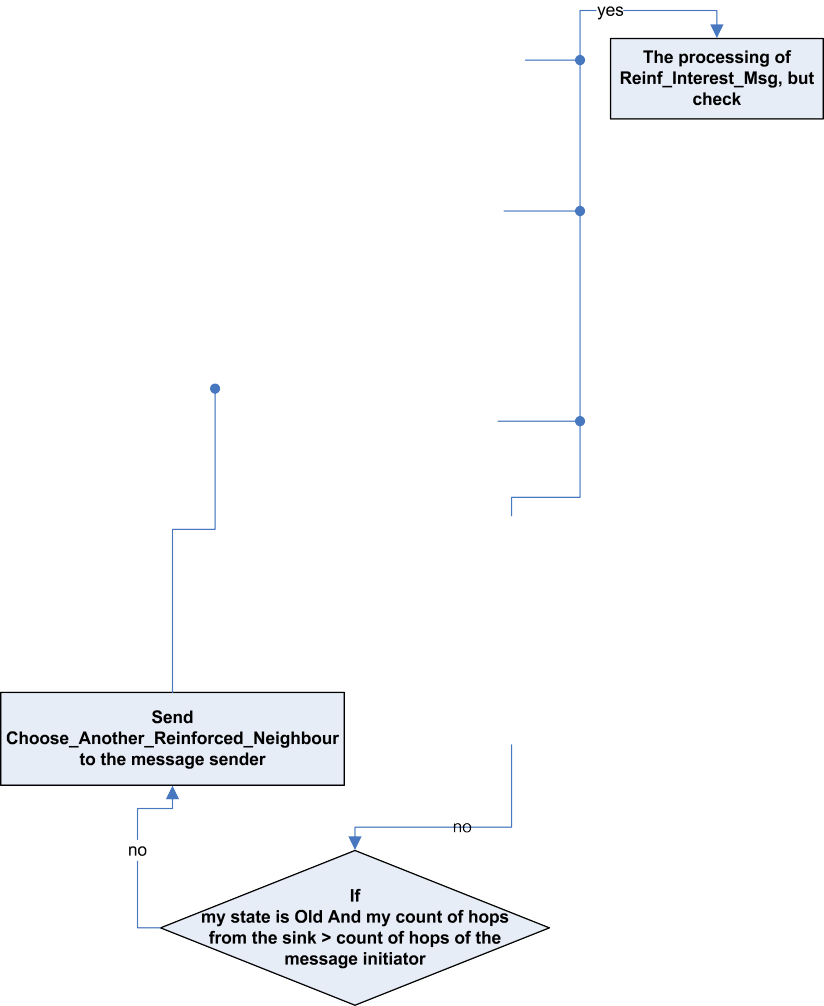 yes
The processing of
Reinf_Interest_Msg, but
check
Send
Choose_Another_Reinforced_Neighbour
to the message sender
no
no
If
my state is Old And my count of hops
from the sink > count of hops of the
message initiator